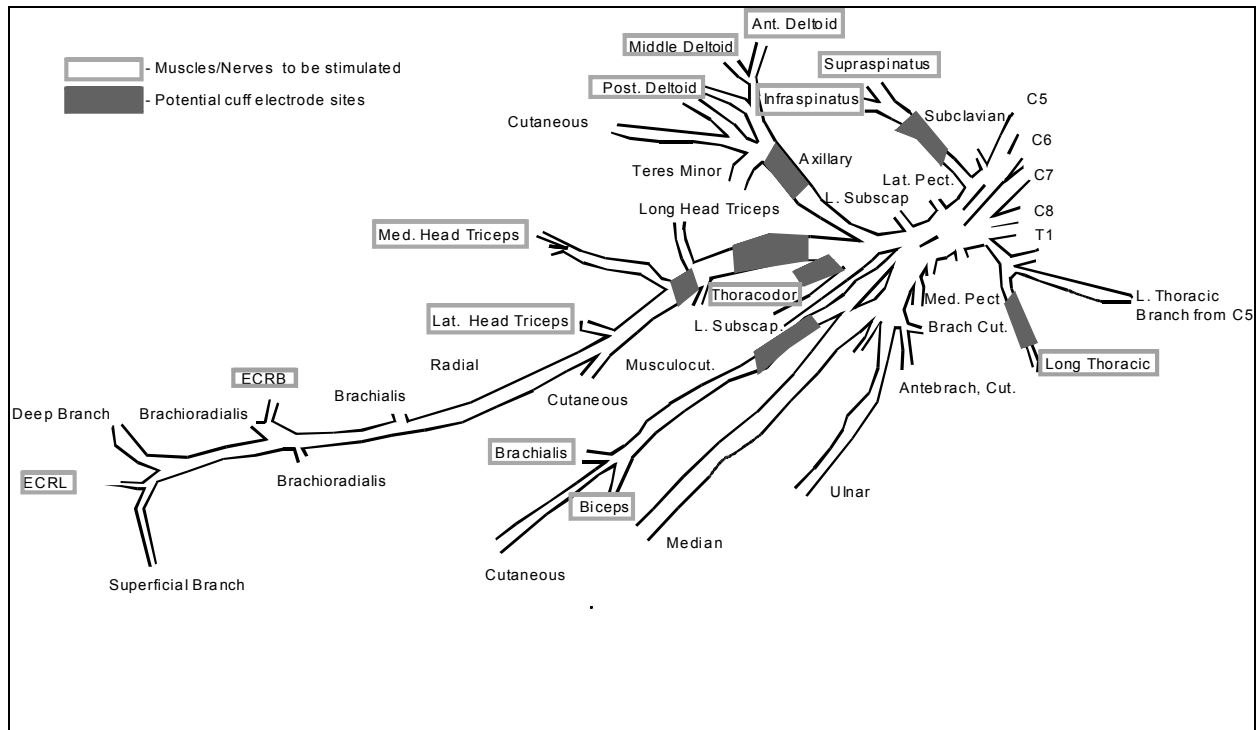 Ant. Deltoid
Middle Deltoid
Supraspinatus
- Muscles/Nerves to be stimulated
Post. Deltoid
Infraspinatus
- Potential cuff electrode sites
C5
Subclavian
Cutaneous
C6
Axillary
Teres Minor
C7
Lat. Pect.
L. Subscap
Long Head Triceps
C8
Med. Head Triceps
T1
Thoracodor.
L. Thoracic
Branch from C5
Med. Pect
Lat. Head Triceps
L. Subscap.
Brach Cut.
Radial
Musculocut.
Long Thoracic
ECRB
Antebrach, Cut.
Brachialis
Cutaneous
Deep Branch
Brachioradialis
Brachialis
ECRL
Brachioradialis
Ulnar
Biceps
Median
Cutaneous
Superficial Branch